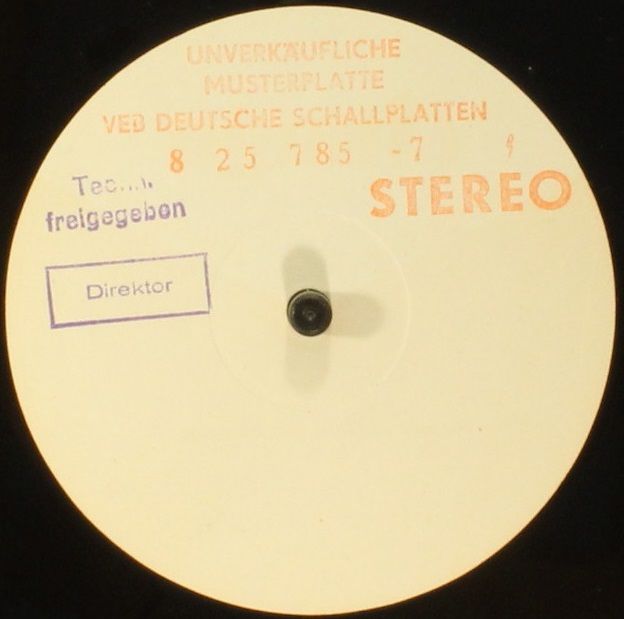 UNVERKÄUFLICHE
MUSTERPLATTE
VEB DEUTSCHE SCHALLPLATTEN
8 25 785 -7
STEREO
freigegeben
Direktor